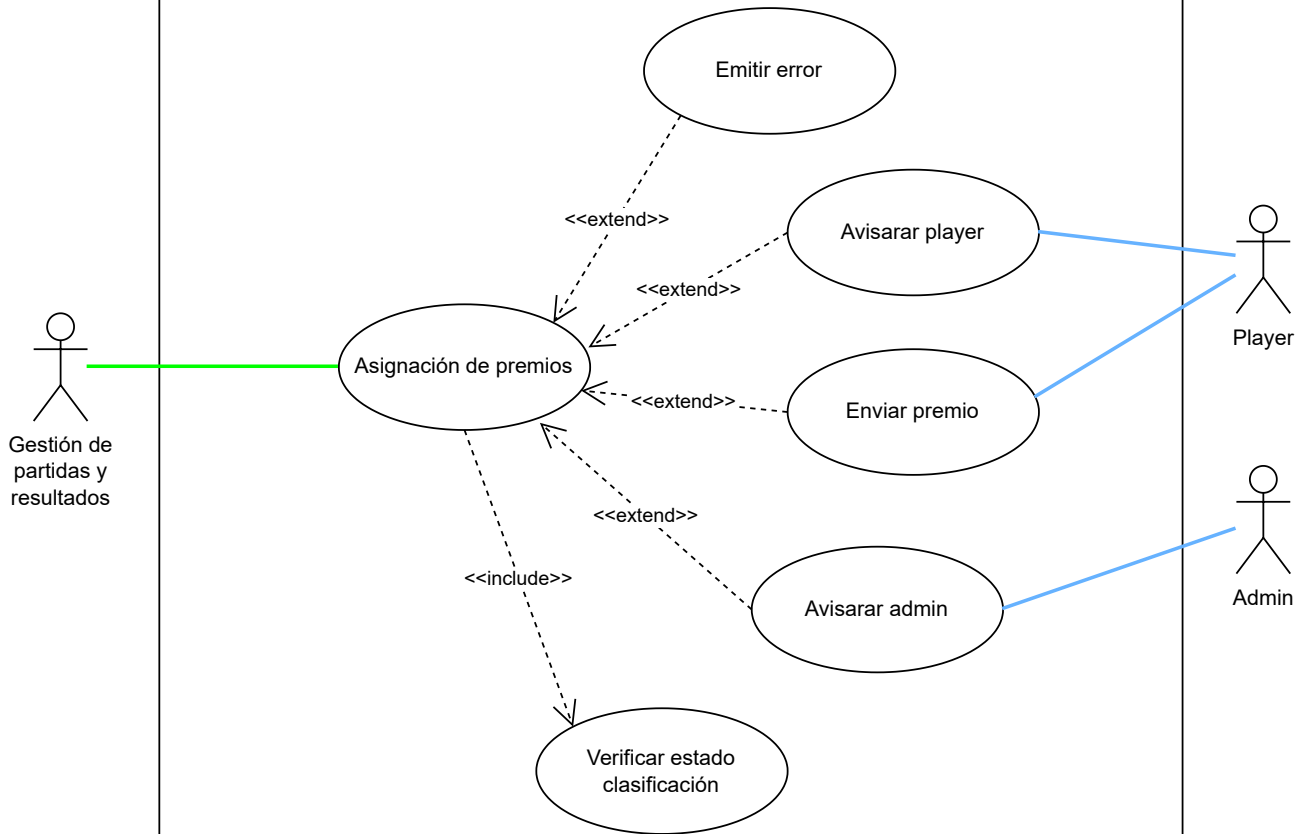 Emitir error
<<extend>>
Avisarar player
<<extend>>
Player
Asignación de premios
<<extend>>
Enviar premio
Gestión de
partidas y
resultados
<<extend>>
<<include>>
Avisarar admin
Admin
Verificar estado
clasificación